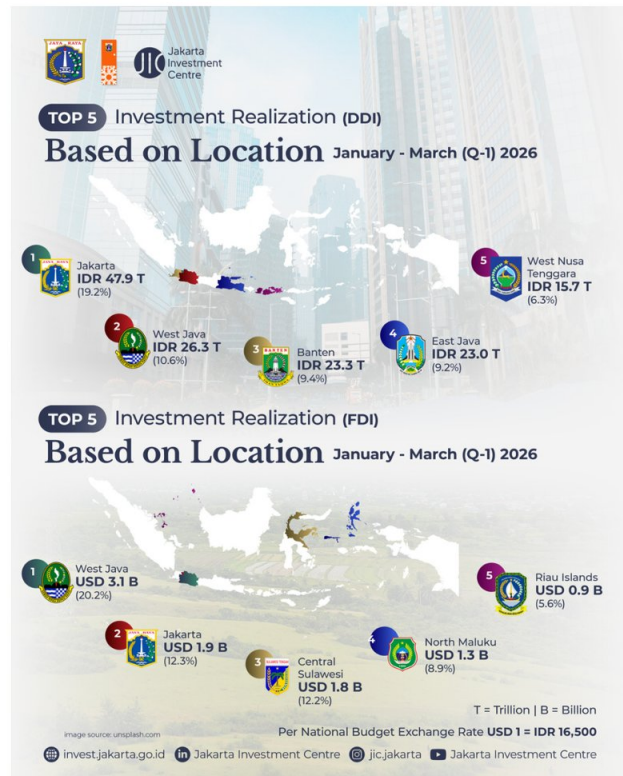 JAYA RAYA
JIC
Jakarta
Investment
Centre
TOP 5 Investment Realization (DDI)
Based on Location January - March (Q-1) 2026
1
Jakarta
IDR 47.9 T
(19.2%)
2
West Java
IDR 26.3 T
(10.6%)
3
BANTEN
Banten
IDR 23.3 T
(9.4%)
4
East Java
IDR 23.0 T
(9.2%)
5
West Nusa
Tenggara
IDR 15.7 T
(6.3%)
TOP 5 Investment Realization (FDI)
Based on Location January - March (Q-1) 2026
1
West Java
USD 3.1 B
(20.2%)
2
Jakarta
USD 1.9 B
(12.3%)
3
Central
Sulawesi
USD 1.8 B
(12.2%)
4
North Maluku
USD 1.3 B
(8.9%)
5
Riau Islands
USD 0.9 B
(5.6%)
T = Trillion | B = Billion
image source: unsplash.com
Per National Budget Exchange Rate USD 1 = IDR 16,500
invest.jakarta.go.id Jakarta Investment Centre jic.jakarta Jakarta Investment Centre